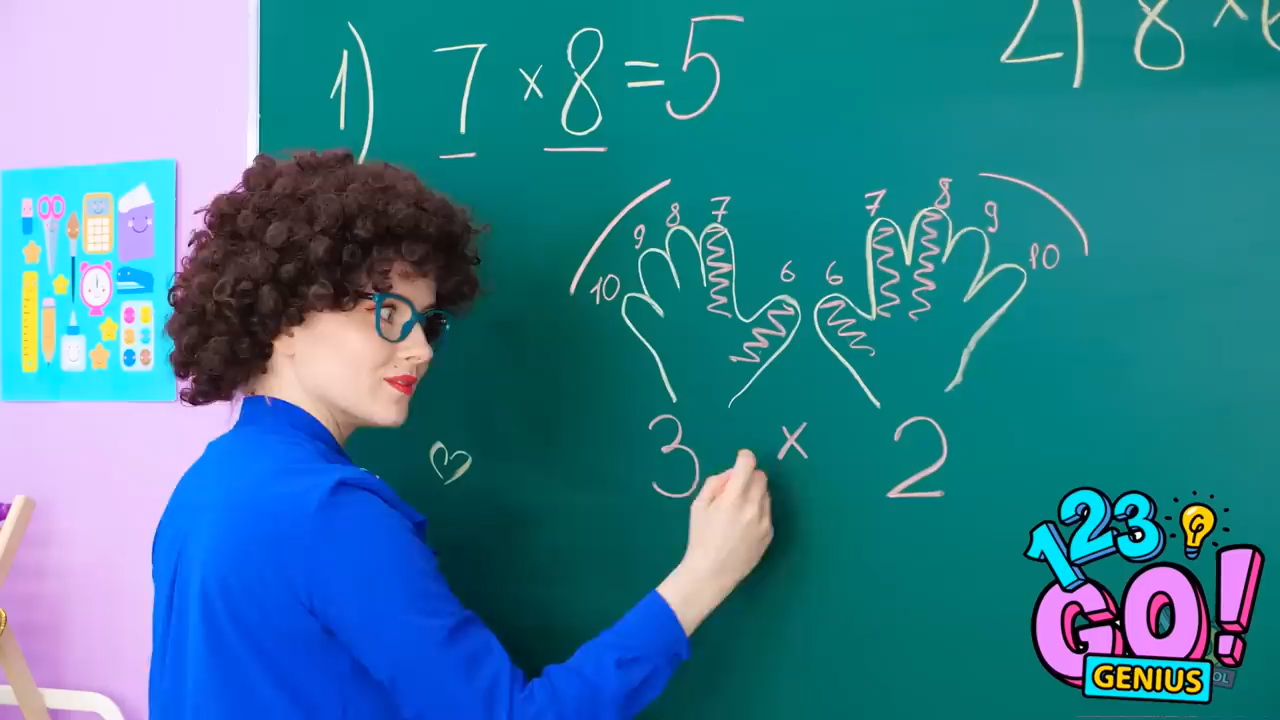 1) 7 × 8 = 5
2) 8 ×
10 9 8 7 6 6 7 8 9 10
3 × 2
123
GO!
GENIUS